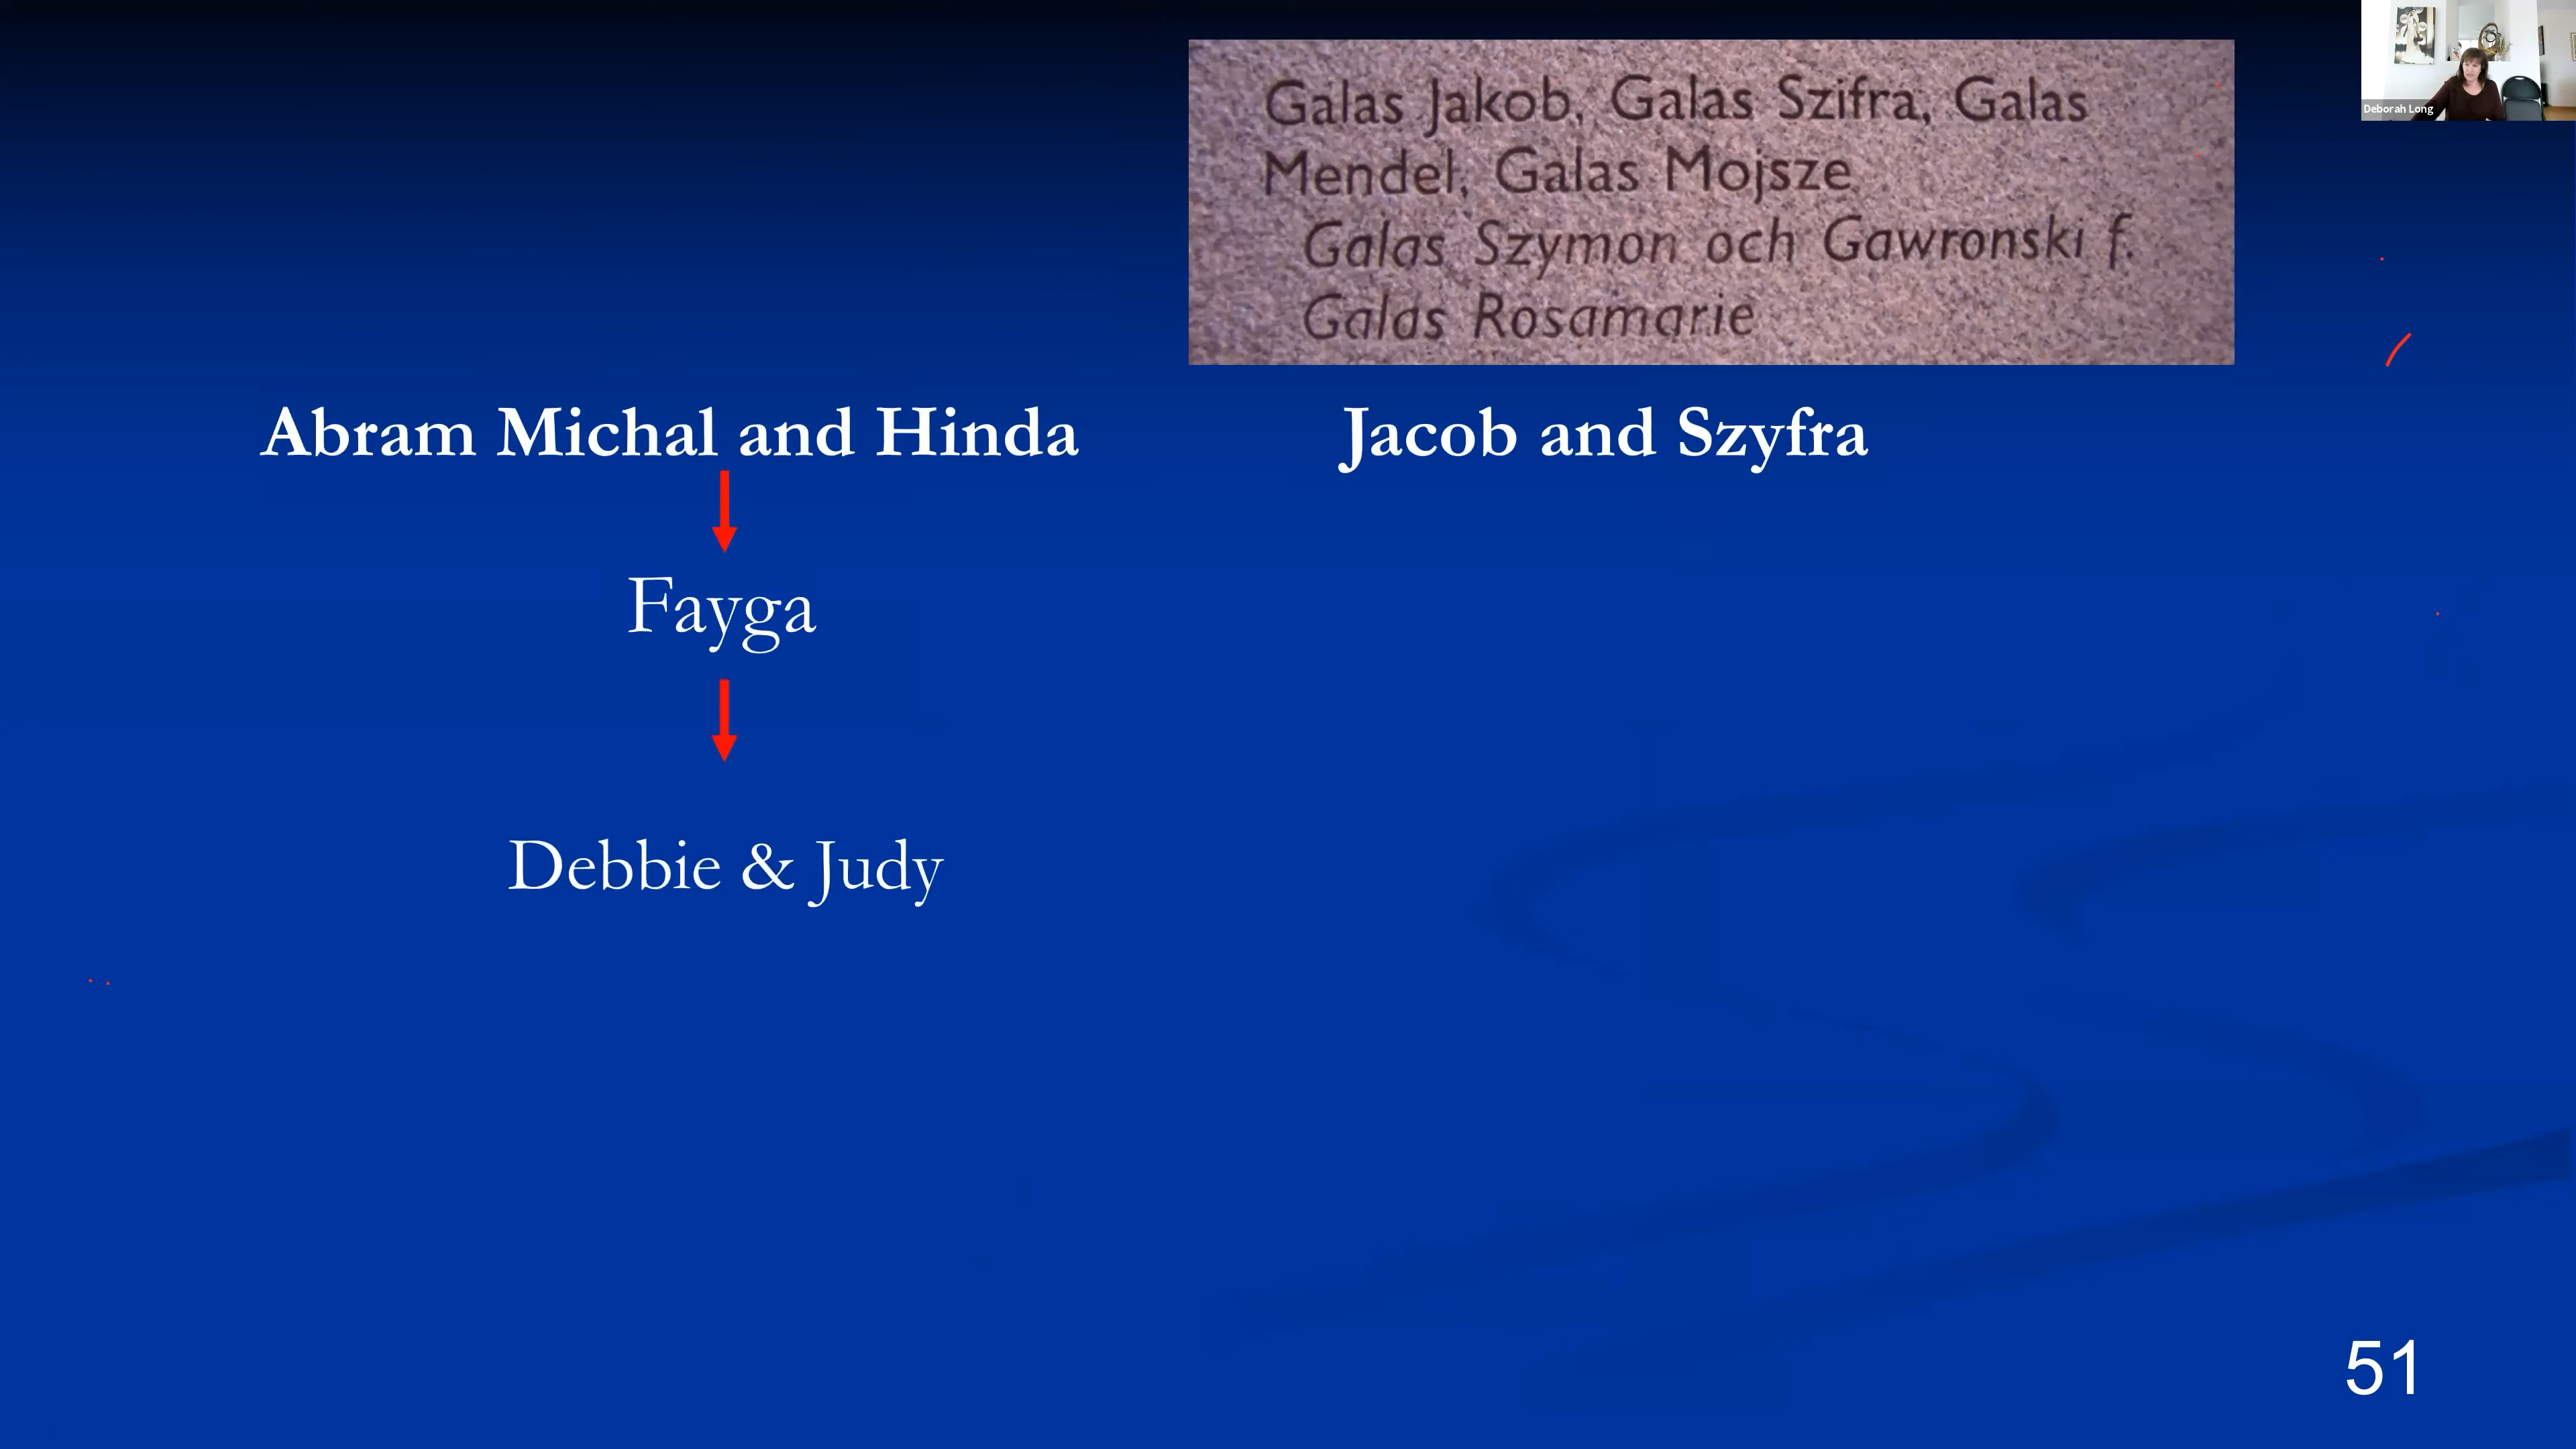 Galas Jakob, Galas Szifra, Galas
Mendel, Galas Mojsze
Galas Szymon och Gawronski f.
Galas Rosamarie
Deborah Long
Abram Michal and Hinda
Jacob and Szyfra
Fayga
Debbie & Judy
51